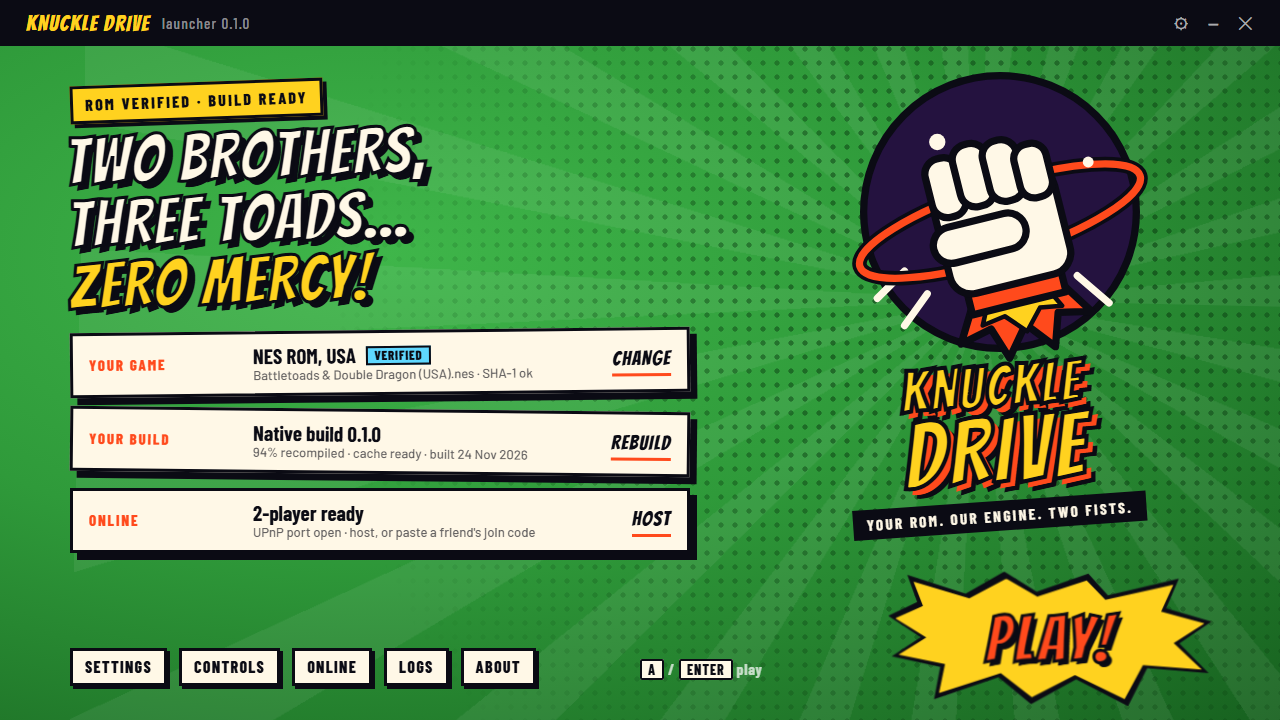 KNUCKLE DRIVE launcher 0.1.0
ROM VERIFIED · BUILD READY
TWO BROTHERS,
THREE TOADS...
ZERO MERCY!
YOUR GAME
NES ROM, USA VERIFIED
Battletoads & Double Dragon (USA).nes · SHA-1 ok
CHANGE
YOUR BUILD
Native build 0.1.0
94% recompiled · cache ready · built 24 Nov 2026
REBUILD
ONLINE
2-player ready
UPnP port open · host, or paste a friend's join code
HOST
KNUCKLE
DRIVE
YOUR ROM. OUR ENGINE. TWO FISTS.
PLAY!
SETTINGS CONTROLS ONLINE LOGS ABOUT
A / ENTER play